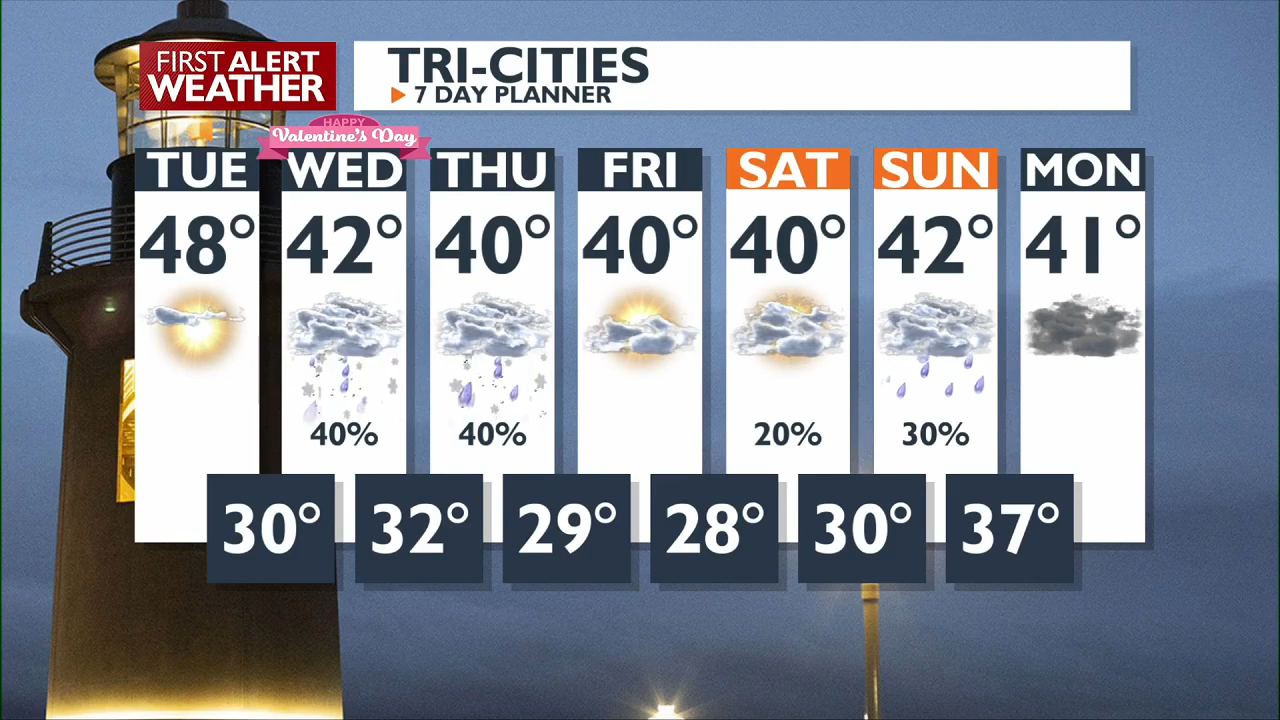 FIRST ALERT
WEATHER
TRI-CITIES
7 DAY PLANNER
HAPPY
Valentine's Day
TUE WED THU FRI SAT SUN MON
48° 42° 40° 40° 40° 42° 41°
40% 40% 20% 30%
30° 32° 29° 28° 30° 37°